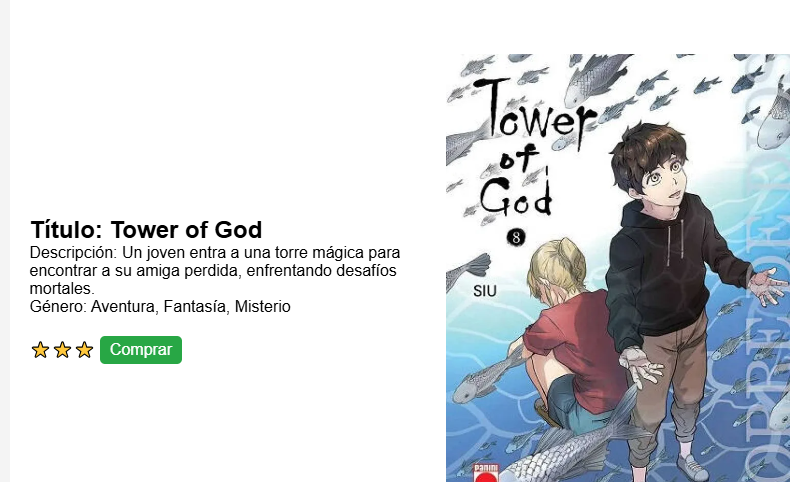 Título: Tower of God
Descripción: Un joven entra a una torre mágica para
encontrar a su amiga perdida, enfrentando desafíos
mortales.
Género: Aventura, Fantasía, Misterio
Comprar
Tower
of
God
8
SIU
PANINI